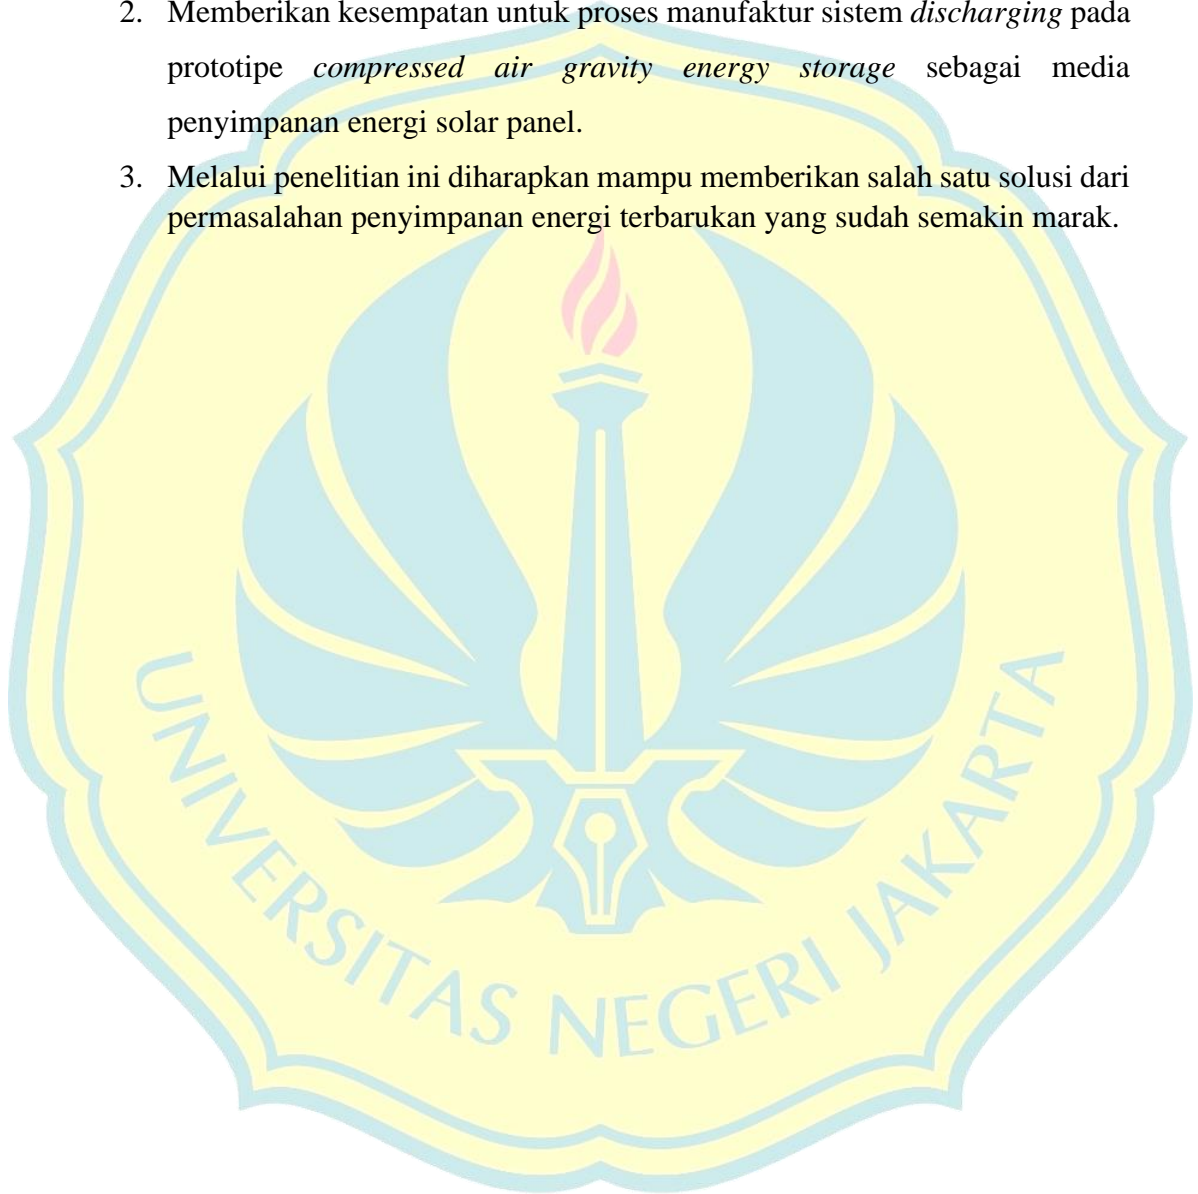 2. Memberikan kesempatan untuk proses manufaktur sistem discharging pada
prototipe compressed air gravity energy storage sebagai media
penyimpanan energi solar panel.
3. Melalui penelitian ini diharapkan mampu memberikan salah satu solusi dari
permasalahan penyimpanan energi terbarukan yang sudah semakin marak.
UNIVERSITAS NEGERI JAKARTA